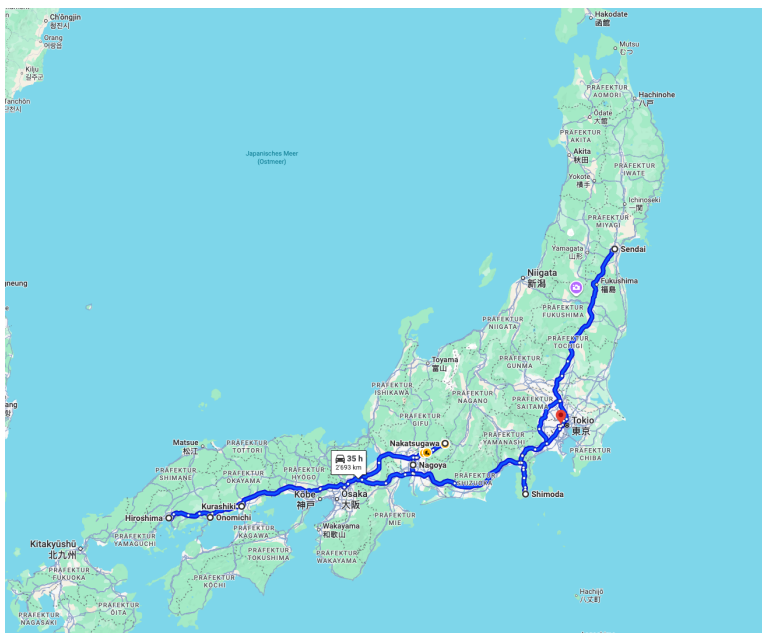 Hakodate
函館
Ch'ŏngjin
청진시
Orang
어랑읍
Kilju
길주군
Mutsu
むつ
PRÄFEKTUR
AOMORI
Hachinohe
八戸
Odate
大館
PRÄFEKTUR
AKITA
Akita
秋田
PRÄFEKTUR
IWATE
Yokote
横手
Ichinoseki
一関
PRÄFEKTUR
MIYAGI
Japanisches Meer
(Ostmeer)
Yamagata
山形
Sendai
Niigata
新潟
Fukushima
福島
PRÄFEKTUR
FUKUSHIMA
PRÄFEKTUR
NIIGATA
PRÄFEKTUR
TOCHIGI
Toyama
富山
PRÄFEKTUR
GUNMA
PRÄFEKTUR
ISHIKAWA
PRÄFEKTUR
NAGANO
PRÄFEKTUR
SAITAMA
PRÄFEKTUR
GIFU
Tokio
東京
Nakatsugawa
PRÄFEKTUR
YAMANASHI
PRÄFEKTUR
CHIBA
Matsue
松江
PRÄFEKTUR
TOTTORI
35 h
2’693 km
Nagoya
PRÄFEKTUR
SHIMANE
PRÄFEKTUR
OKAYAMA
PRÄFEKTUR
HYŌGO
Shimoda
Kurashiki
Kōbe
神戸
Osaka
大阪
Hiroshima
Onomichi
PRÄFEKTUR
MIE
PRÄFEKTUR
YAMAGUCHI
PRÄFEKTUR
KAGAWA
Wakayama
和歌山
Kitakyūshū
北九州
PRÄFEKTUR
TOKUSHIMA
PRÄFEKTUR
WAKAYAMA
PRÄFEKTUR
FUKUOKA
PRÄFEKTUR
KŌCHI
PRÄFEKTUR
ŌITA
Hachijō
八丈町
PRÄFEKTUR
NAGASAKI